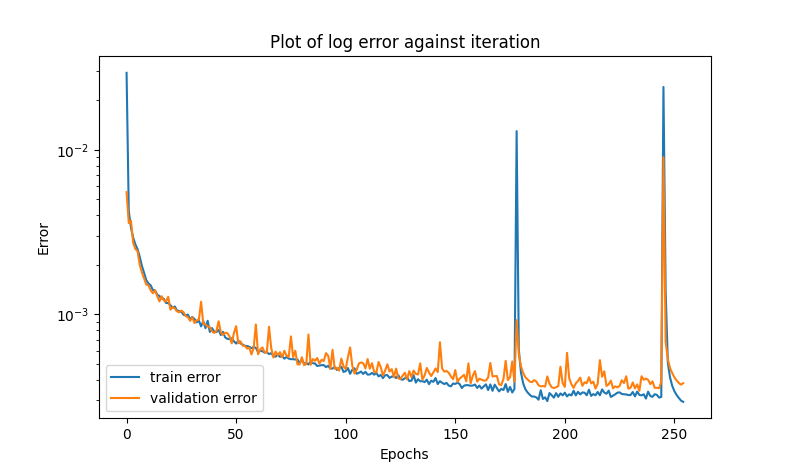 Plot of log error against iteration
Error
10⁻²
10⁻³
train error
validation error
0 50 100 150 200 250
Epochs